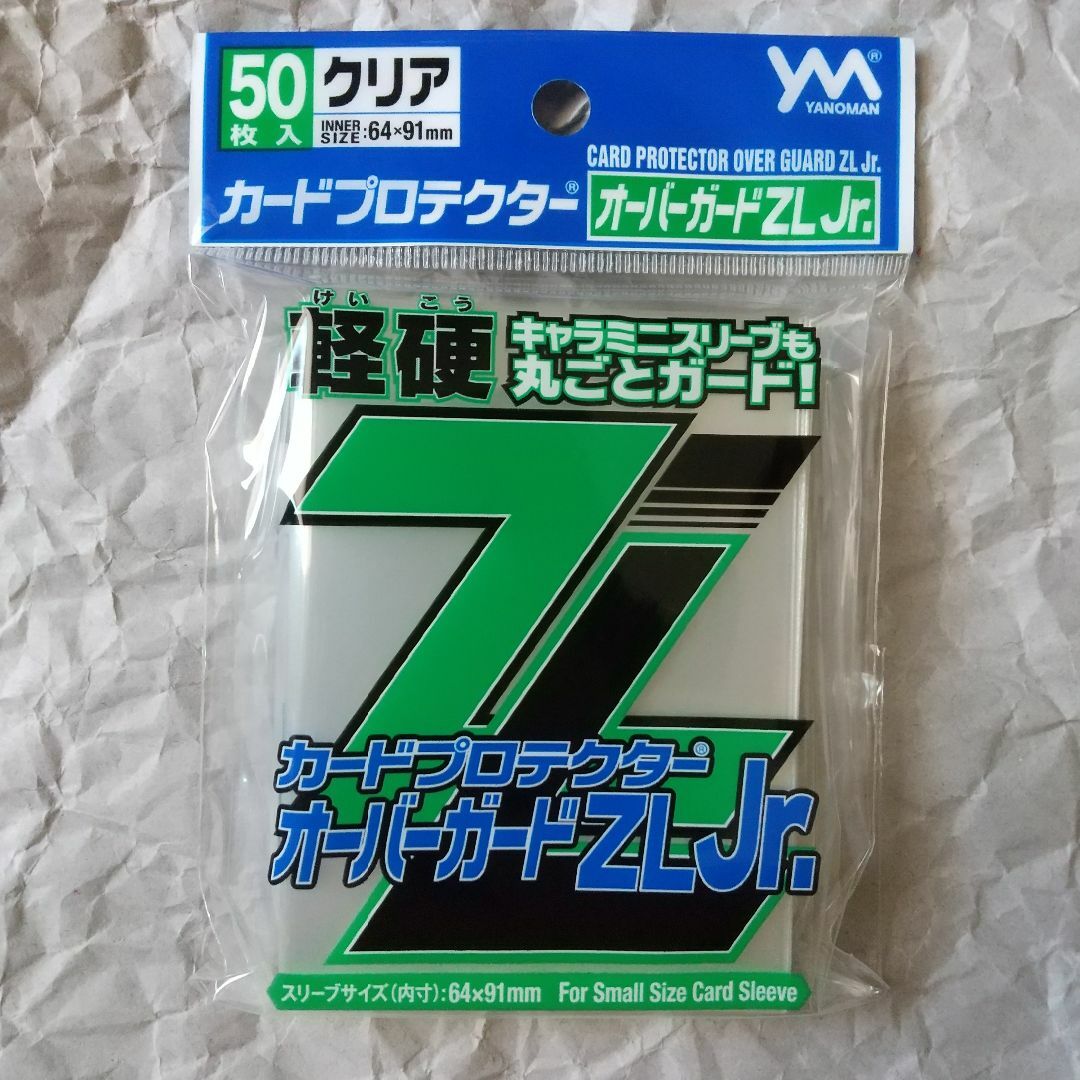 50
枚入
クリア
INNER SIZE:64×91mm
YM®
YANOMAN
CARD PROTECTOR OVER GUARD ZL Jr.
カードプロテクター®
オーバーガードZL Jr.
けい こう
軽硬
キャラミニスリーブも
丸ごとガード!
ZL
カードプロテクター®
オーバーガードZL Jr.
スリーブサイズ(内寸):64×91mm For Small Size Card Sleeve